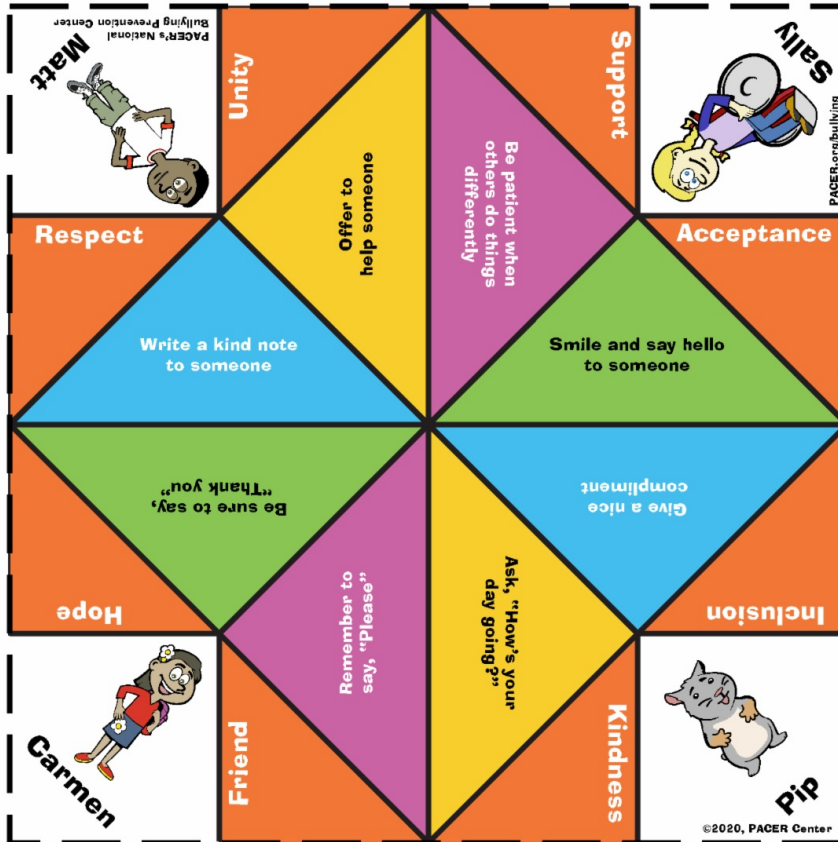 PACER's National
Bullying Prevention Center
Matt
Unity
Support
Sally
PACER.org/bullying
Respect
Acceptance
Offer to
help someone
Be patient when
others do things
differently
Write a kind note
to someone
Smile and say hello
to someone
Be sure to say,
"Thank you"
Give a nice
compliment
Remember to
say, "Please"
Ask, "How's your
day going?"
Hope
Inclusion
Carmen
Friend
Kindness
Pip
©2020, PACER Center